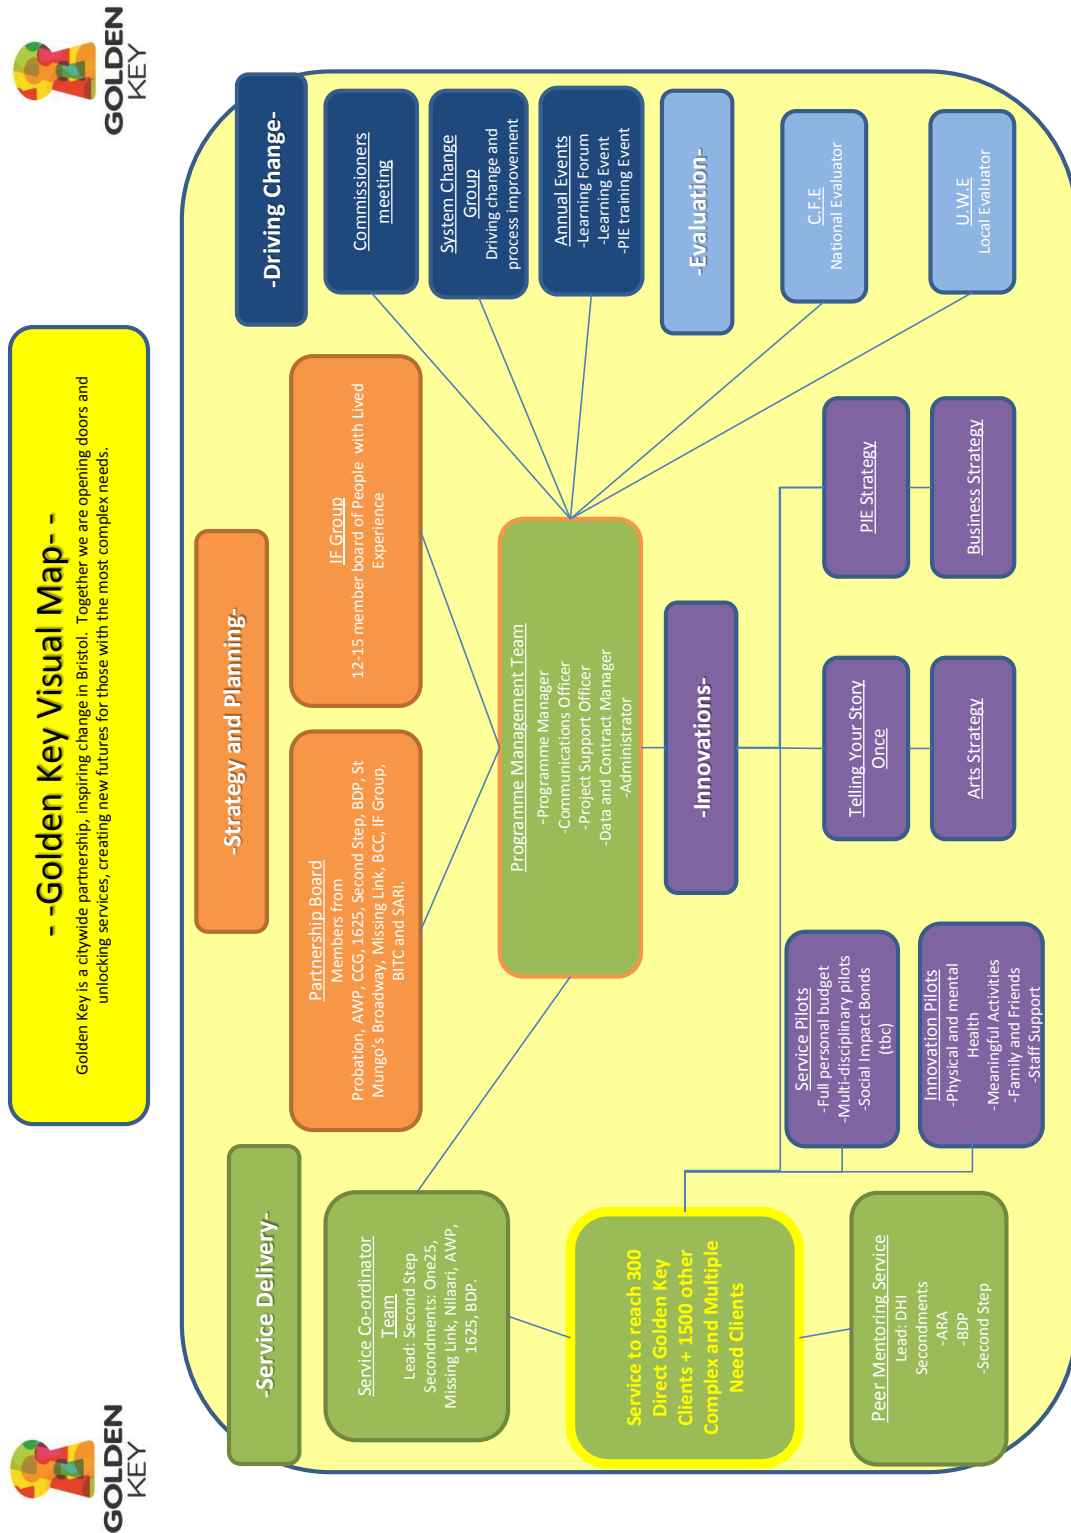 GOLDEN
KEY
- -Golden Key Visual Map- -
Golden Key is a citywide partnership, inspiring change in Bristol.  Together we are opening doors and
unlocking services, creating new futures for those with the most complex needs.
GOLDEN
KEY
-Service Delivery-
Service Co-ordinator
Team
Lead: Second Step
Secondments: One25,
Missing Link, Nilaari, AWP,
1625, BDP.
Service to reach 300
Direct Golden Key
Clients + 1500 other
Complex and Multiple
Need Clients
Peer Mentoring Service
Lead: DHI
Secondments
-ARA
-BDP
-Second Step
-Strategy and Planning-
Partnership Board
Members from
Probation, AWP, CCG, 1625, Second Step, BDP, St
Mungo's Broadway, Missing Link, BCC, IF Group,
BITC and SARI.
IF Group
12-15 member board of People  with Lived
Experience
Programme Management Team
-Programme Manager
-Communications Officer
-Project Support Officer
-Data and Contract Manager
-Administrator
-Innovations-
Service Pilots
-Full personal budget
-Multi-disciplinary pilots
-Social Impact Bonds
(tbc)
Innovation Pilots
-Physical and mental
Health
-Meaningful Activities
-Family and Friends
-Staff Support
Telling Your Story
Once
Arts Strategy
PIE Strategy
Business Strategy
-Driving Change-
Commissioners
meeting
System Change
Group
Driving change and
process improvement
Annual Events
-Learning Forum
-Learning Event
-PIE training Event
-Evaluation-
C.F.E
National Evaluator
U.W.E
Local Evaluator